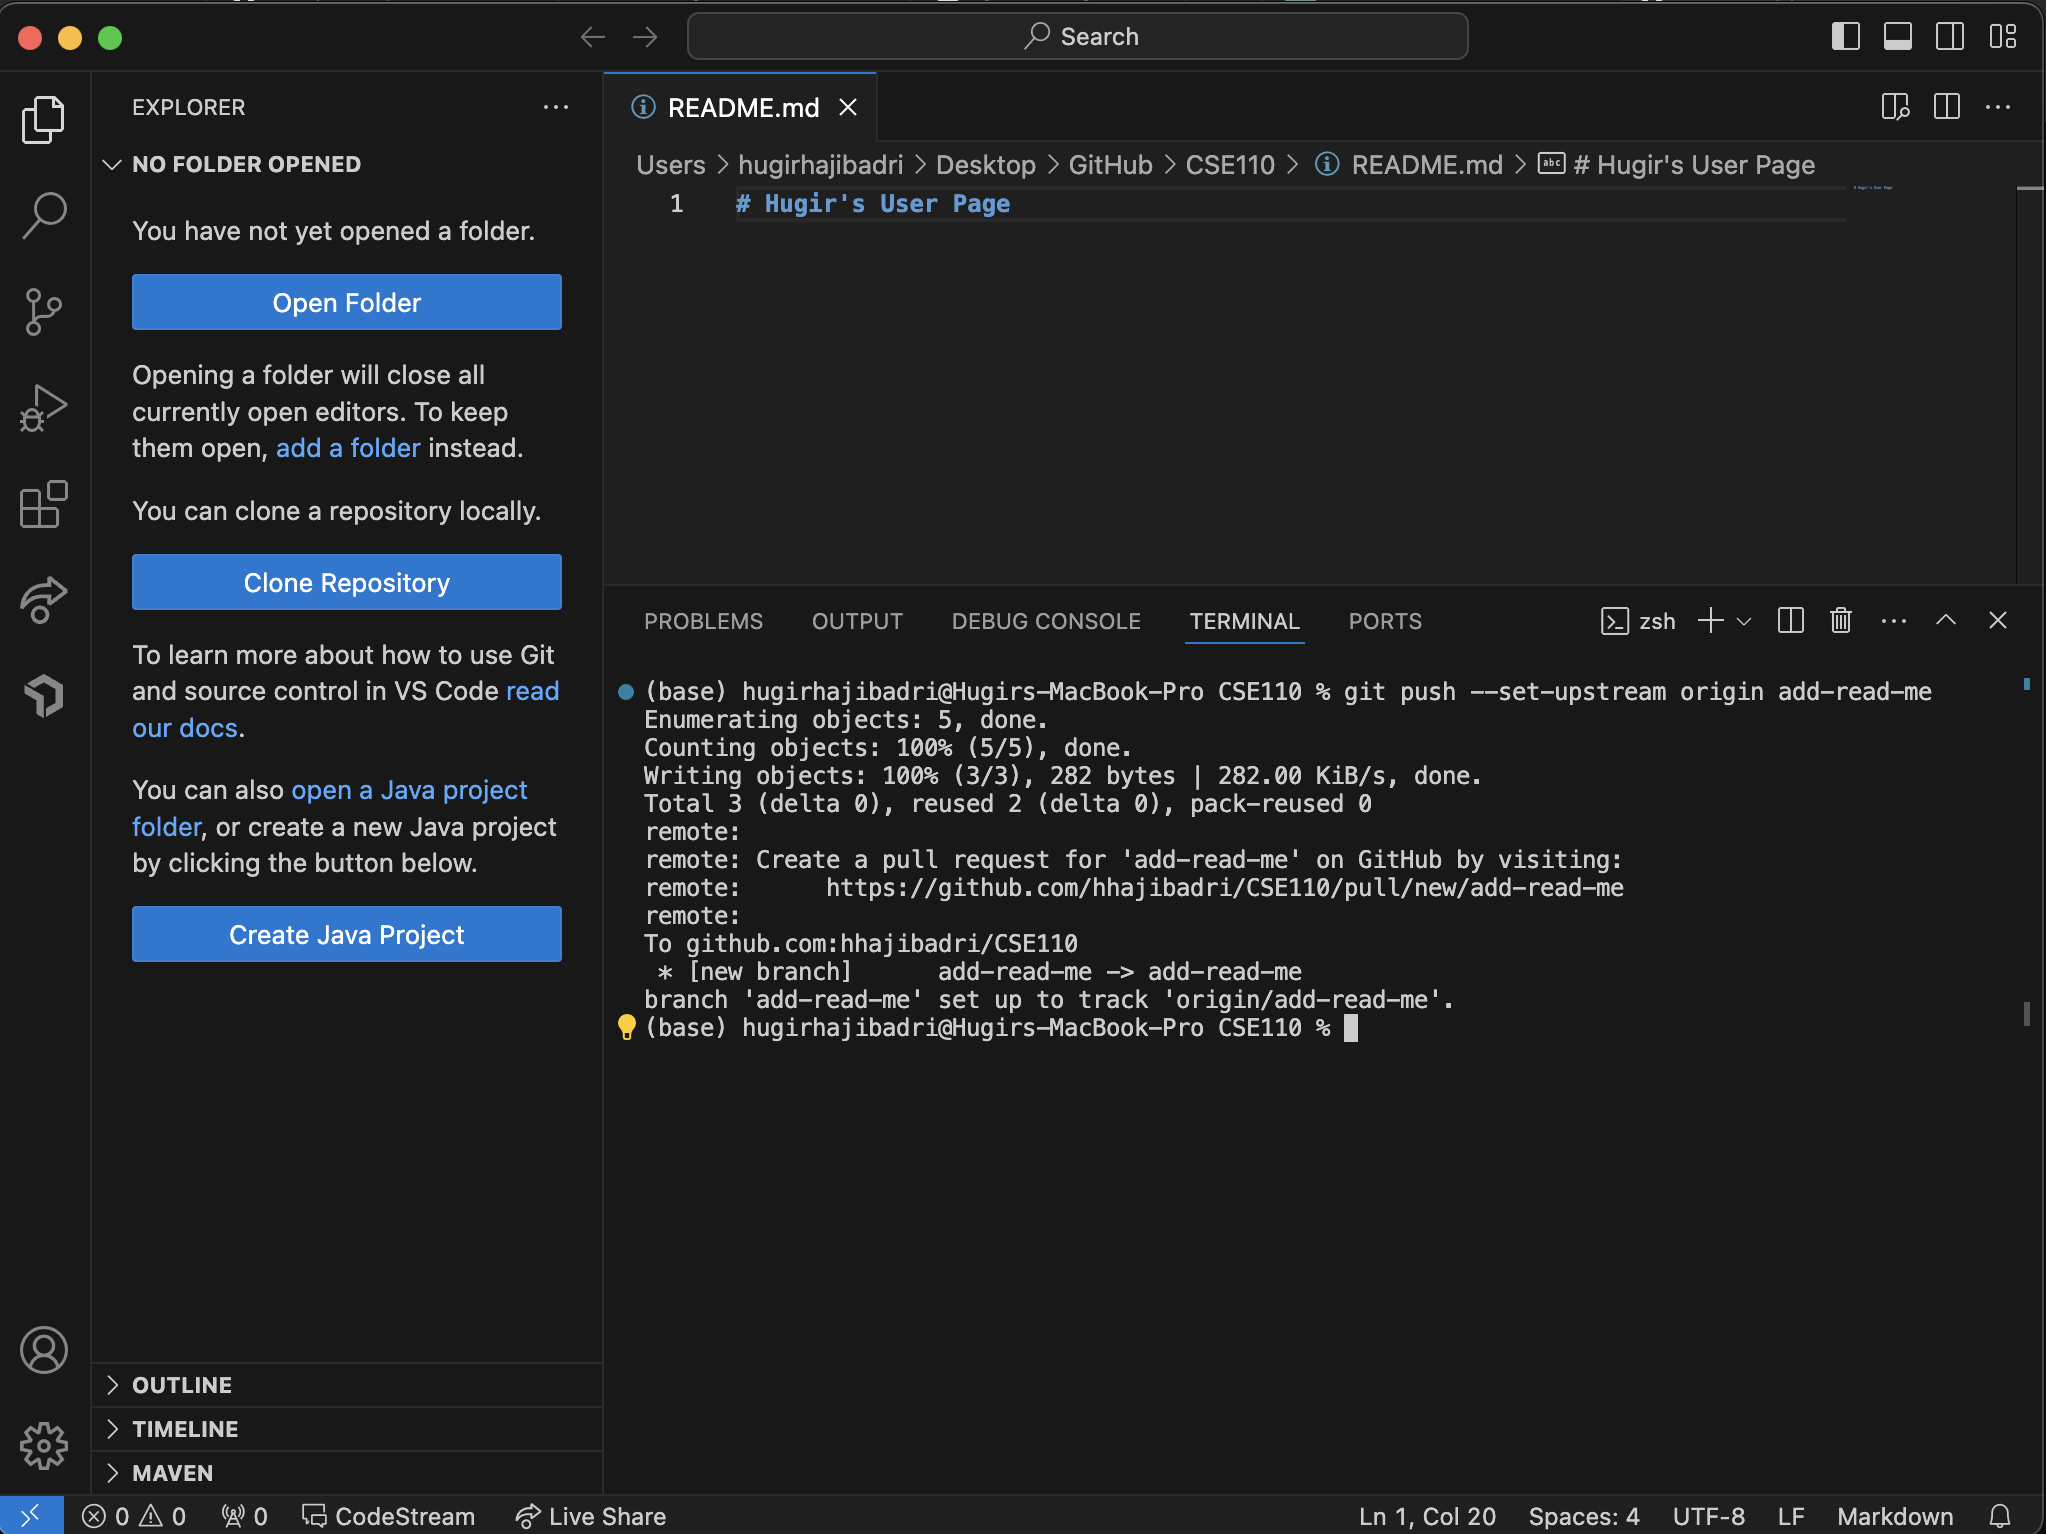 Search
EXPLORER
NO FOLDER OPENED
You have not yet opened a folder.
Open Folder
Opening a folder will close all
currently open editors. To keep
them open, add a folder instead.
You can clone a repository locally.
Clone Repository
To learn more about how to use Git
and source control in VS Code read
our docs.
You can also open a Java project
folder, or create a new Java project
by clicking the button below.
Create Java Project
OUTLINE
TIMELINE
MAVEN
README.md
Users > hugirhajibadri > Desktop > GitHub > CSE110 > README.md > abc # Hugir's User Page
1 # Hugir's User Page
# Hugir's User Page
PROBLEMS OUTPUT DEBUG CONSOLE TERMINAL PORTS zsh
(base) hugirhajibadri@Hugirs-MacBook-Pro CSE110 % git push --set-upstream origin add-read-me
Enumerating objects: 5, done.
Counting objects: 100% (5/5), done.
Writing objects: 100% (3/3), 282 bytes | 282.00 KiB/s, done.
Total 3 (delta 0), reused 2 (delta 0), pack-reused 0
remote:
remote: Create a pull request for 'add-read-me' on GitHub by visiting:
remote:      https://github.com/hhajibadri/CSE110/pull/new/add-read-me
remote:
To github.com:hhajibadri/CSE110
 * [new branch]      add-read-me -> add-read-me
branch 'add-read-me' set up to track 'origin/add-read-me'.
(base) hugirhajibadri@Hugirs-MacBook-Pro CSE110 %
0 0 0 CodeStream Live Share Ln 1, Col 20 Spaces: 4 UTF-8 LF Markdown